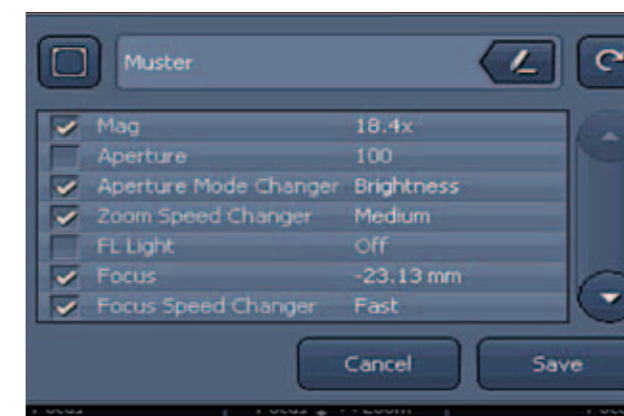 Muster
Mag 18.4x
Aperture 100
Aperture Mode Changer Brightness
Zoom Speed Changer Medium
FL Light Off
Focus -23.13 mm
Focus Speed Changer Fast
Cancel Save